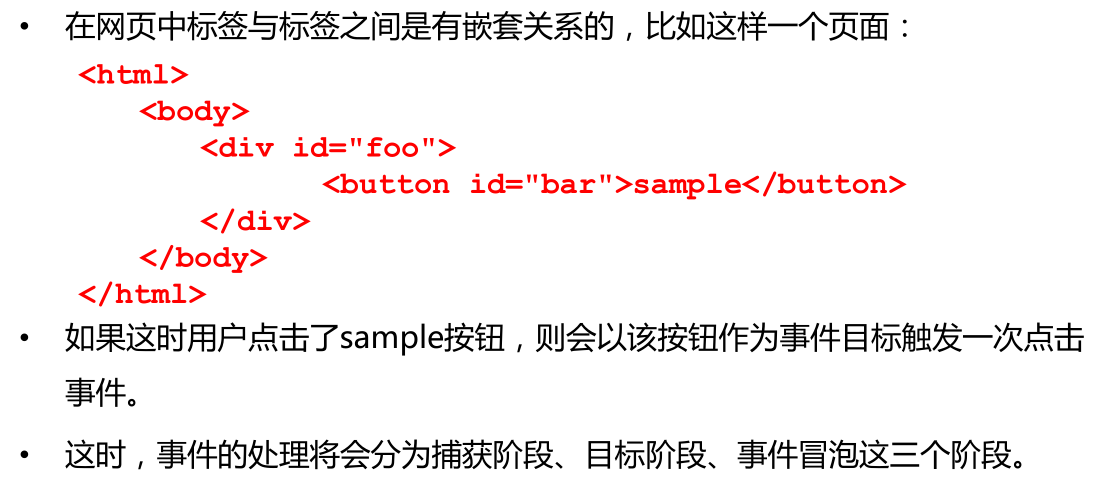 • 在网页中标签与标签之间是有嵌套关系的，比如这样一个页面：
<html>
<body>
<div id="foo">
<button id="bar">sample</button>
</div>
</body>
</html>
• 如果这时用户点击了sample按钮，则会以该按钮作为事件目标触发一次点击
事件。
• 这时，事件的处理将会分为捕获阶段、目标阶段、事件冒泡这三个阶段。